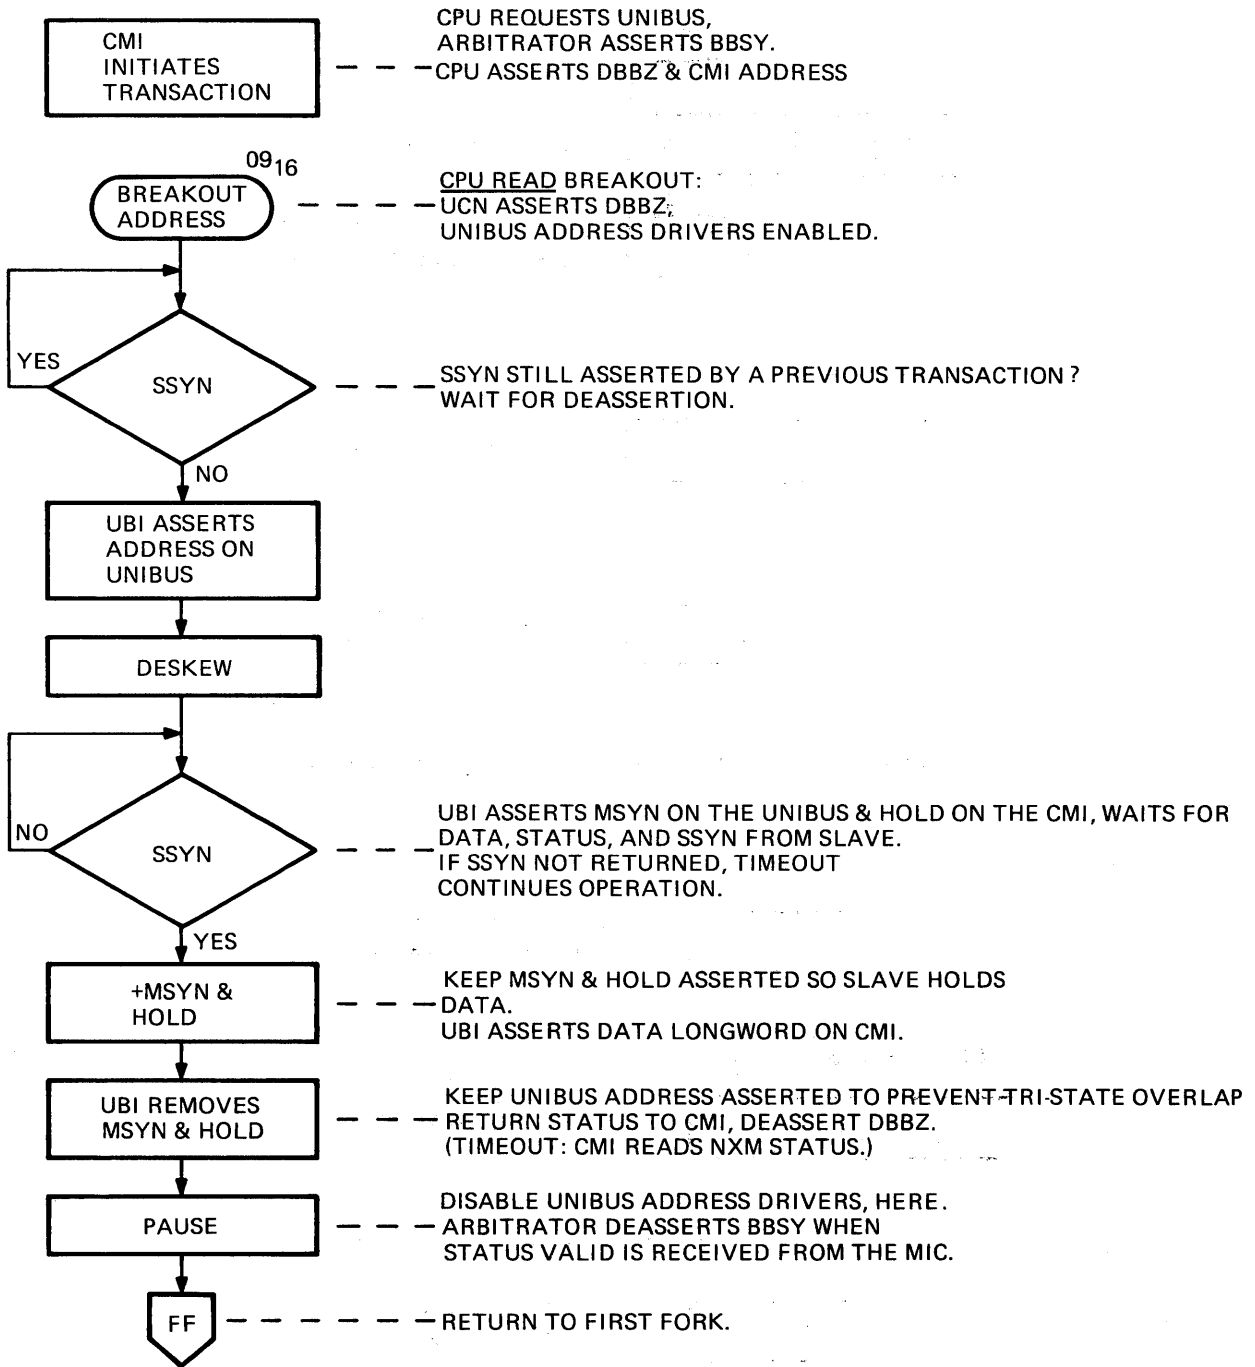 CMI
INITIATES
TRANSACTION
CPU REQUESTS UNIBUS,
ARBITRATOR ASSERTS BBSY.
CPU ASSERTS DBBZ & CMI ADDRESS
09₁₆
BREAKOUT
ADDRESS
CPU READ BREAKOUT:
UCN ASSERTS DBBZ,
UNIBUS ADDRESS DRIVERS ENABLED.
YES
SSYN
SSYN STILL ASSERTED BY A PREVIOUS TRANSACTION ?
WAIT FOR DEASSERTION.
NO
UBI ASSERTS
ADDRESS ON
UNIBUS
DESKEW
NO
SSYN
UBI ASSERTS MSYN ON THE UNIBUS & HOLD ON THE CMI, WAITS FOR
DATA, STATUS, AND SSYN FROM SLAVE.
IF SSYN NOT RETURNED, TIMEOUT
CONTINUES OPERATION.
YES
+MSYN &
HOLD
KEEP MSYN & HOLD ASSERTED SO SLAVE HOLDS
DATA.
UBI ASSERTS DATA LONGWORD ON CMI.
UBI REMOVES
MSYN & HOLD
KEEP UNIBUS ADDRESS ASSERTED TO PREVENT TRI-STATE OVERLAP
RETURN STATUS TO CMI, DEASSERT DBBZ.
(TIMEOUT: CMI READS NXM STATUS.)
PAUSE
DISABLE UNIBUS ADDRESS DRIVERS, HERE.
ARBITRATOR DEASSERTS BBSY WHEN
STATUS VALID IS RECEIVED FROM THE MIC.
FF
RETURN TO FIRST FORK.